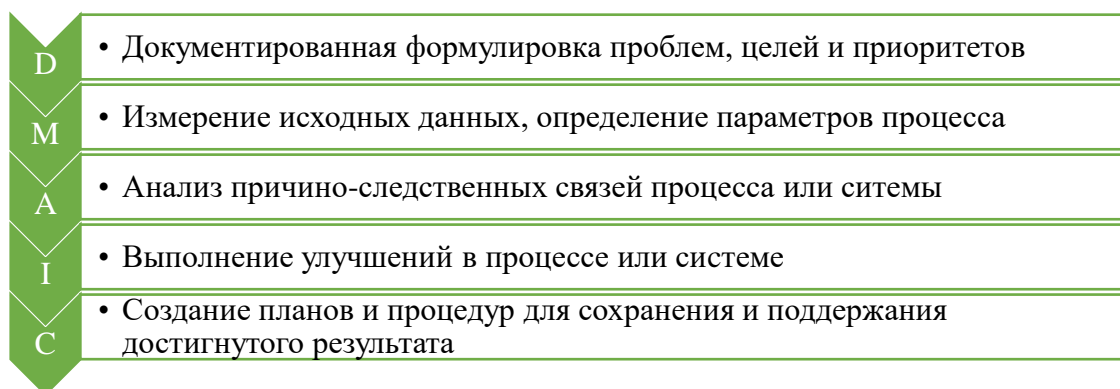 D
• Документированная формулировка проблем, целей и приоритетов
M
• Измерение исходных данных, определение параметров процесса
A
• Анализ причино-следственных связей процесса или ситемы
I
• Выполнение улучшений в процессе или системе
C
• Создание планов и процедур для сохранения и поддержания
достигнутого результата